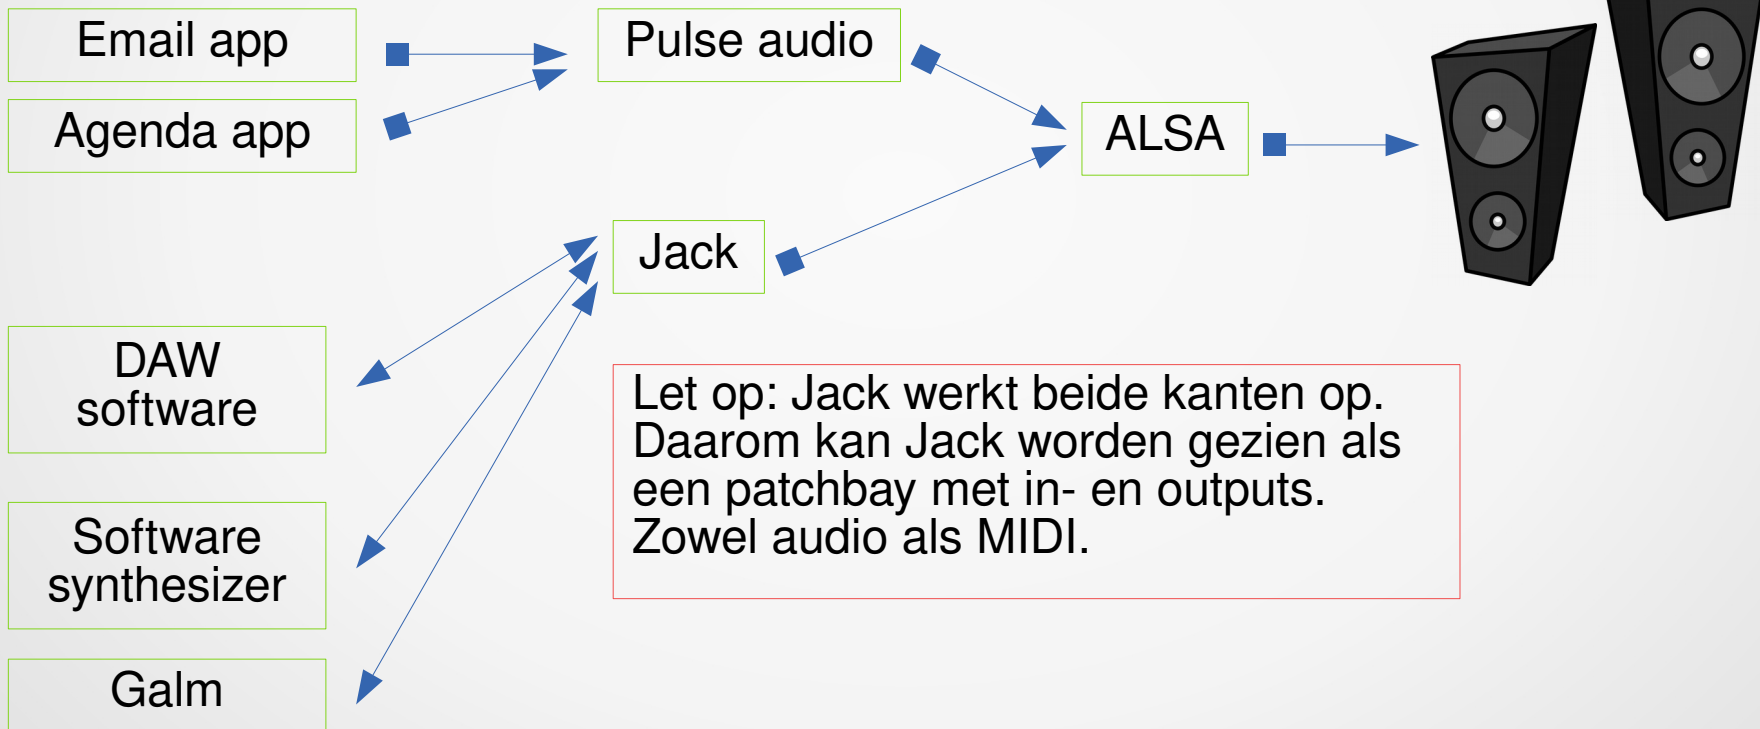 Email app
Pulse audio
Agenda app
ALSA
Jack
DAW
software
Let op: Jack werkt beide kanten op.
Daarom kan Jack worden gezien als
een patchbay met in- en outputs.
Zowel audio als MIDI.
Software
synthesizer
Galm